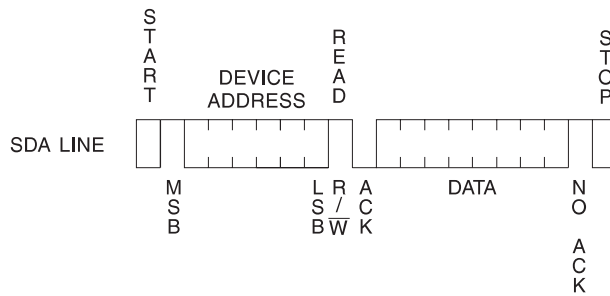 START
READ
STOP
DEVICE
ADDRESS
SDA LINE
MSB
LSB
R/W
ACK
DATA
NO ACK